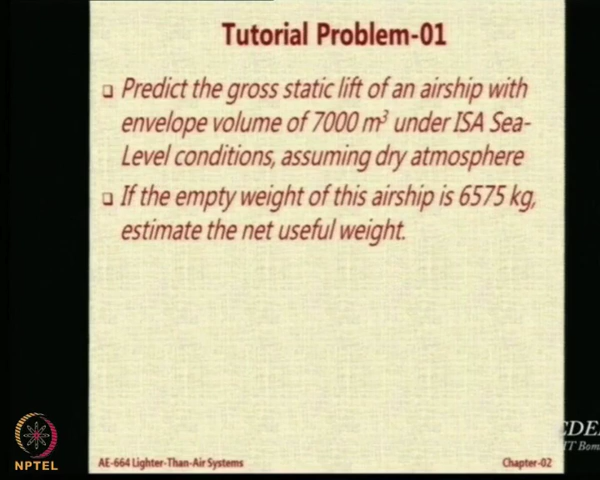 Tutorial Problem-01
❑ Predict the gross static lift of an airship with
envelope volume of 7000 m³ under ISA Sea-
Level conditions, assuming dry atmosphere
❑ If the empty weight of this airship is 6575 kg,
estimate the net useful weight.
NPTEL
AE-664 Lighter-Than-Air Systems
Chapter-02